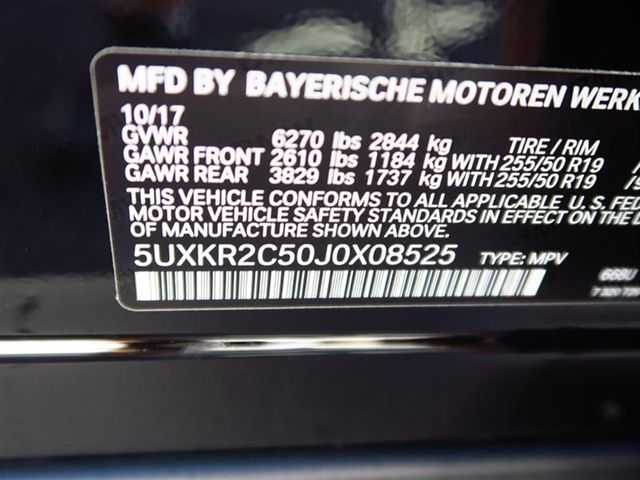 MFD BY BAYERISCHE MOTOREN WERK
10/17
GVWR 6270 lbs 2844 kg TIRE / RIM
GAWR FRONT 2610 lbs 1184 kg WITH 255/50 R19
GAWR REAR 3829 lbs 1737 kg WITH 255/50 R19
THIS VEHICLE CONFORMS TO ALL APPLICABLE U. S. FED
MOTOR VEHICLE SAFETY STANDARDS IN EFFECT ON THE D
OF MANUFACTURE SHOWN ABOVE.
5UXKR2C50J0X08525 TYPE: MPV